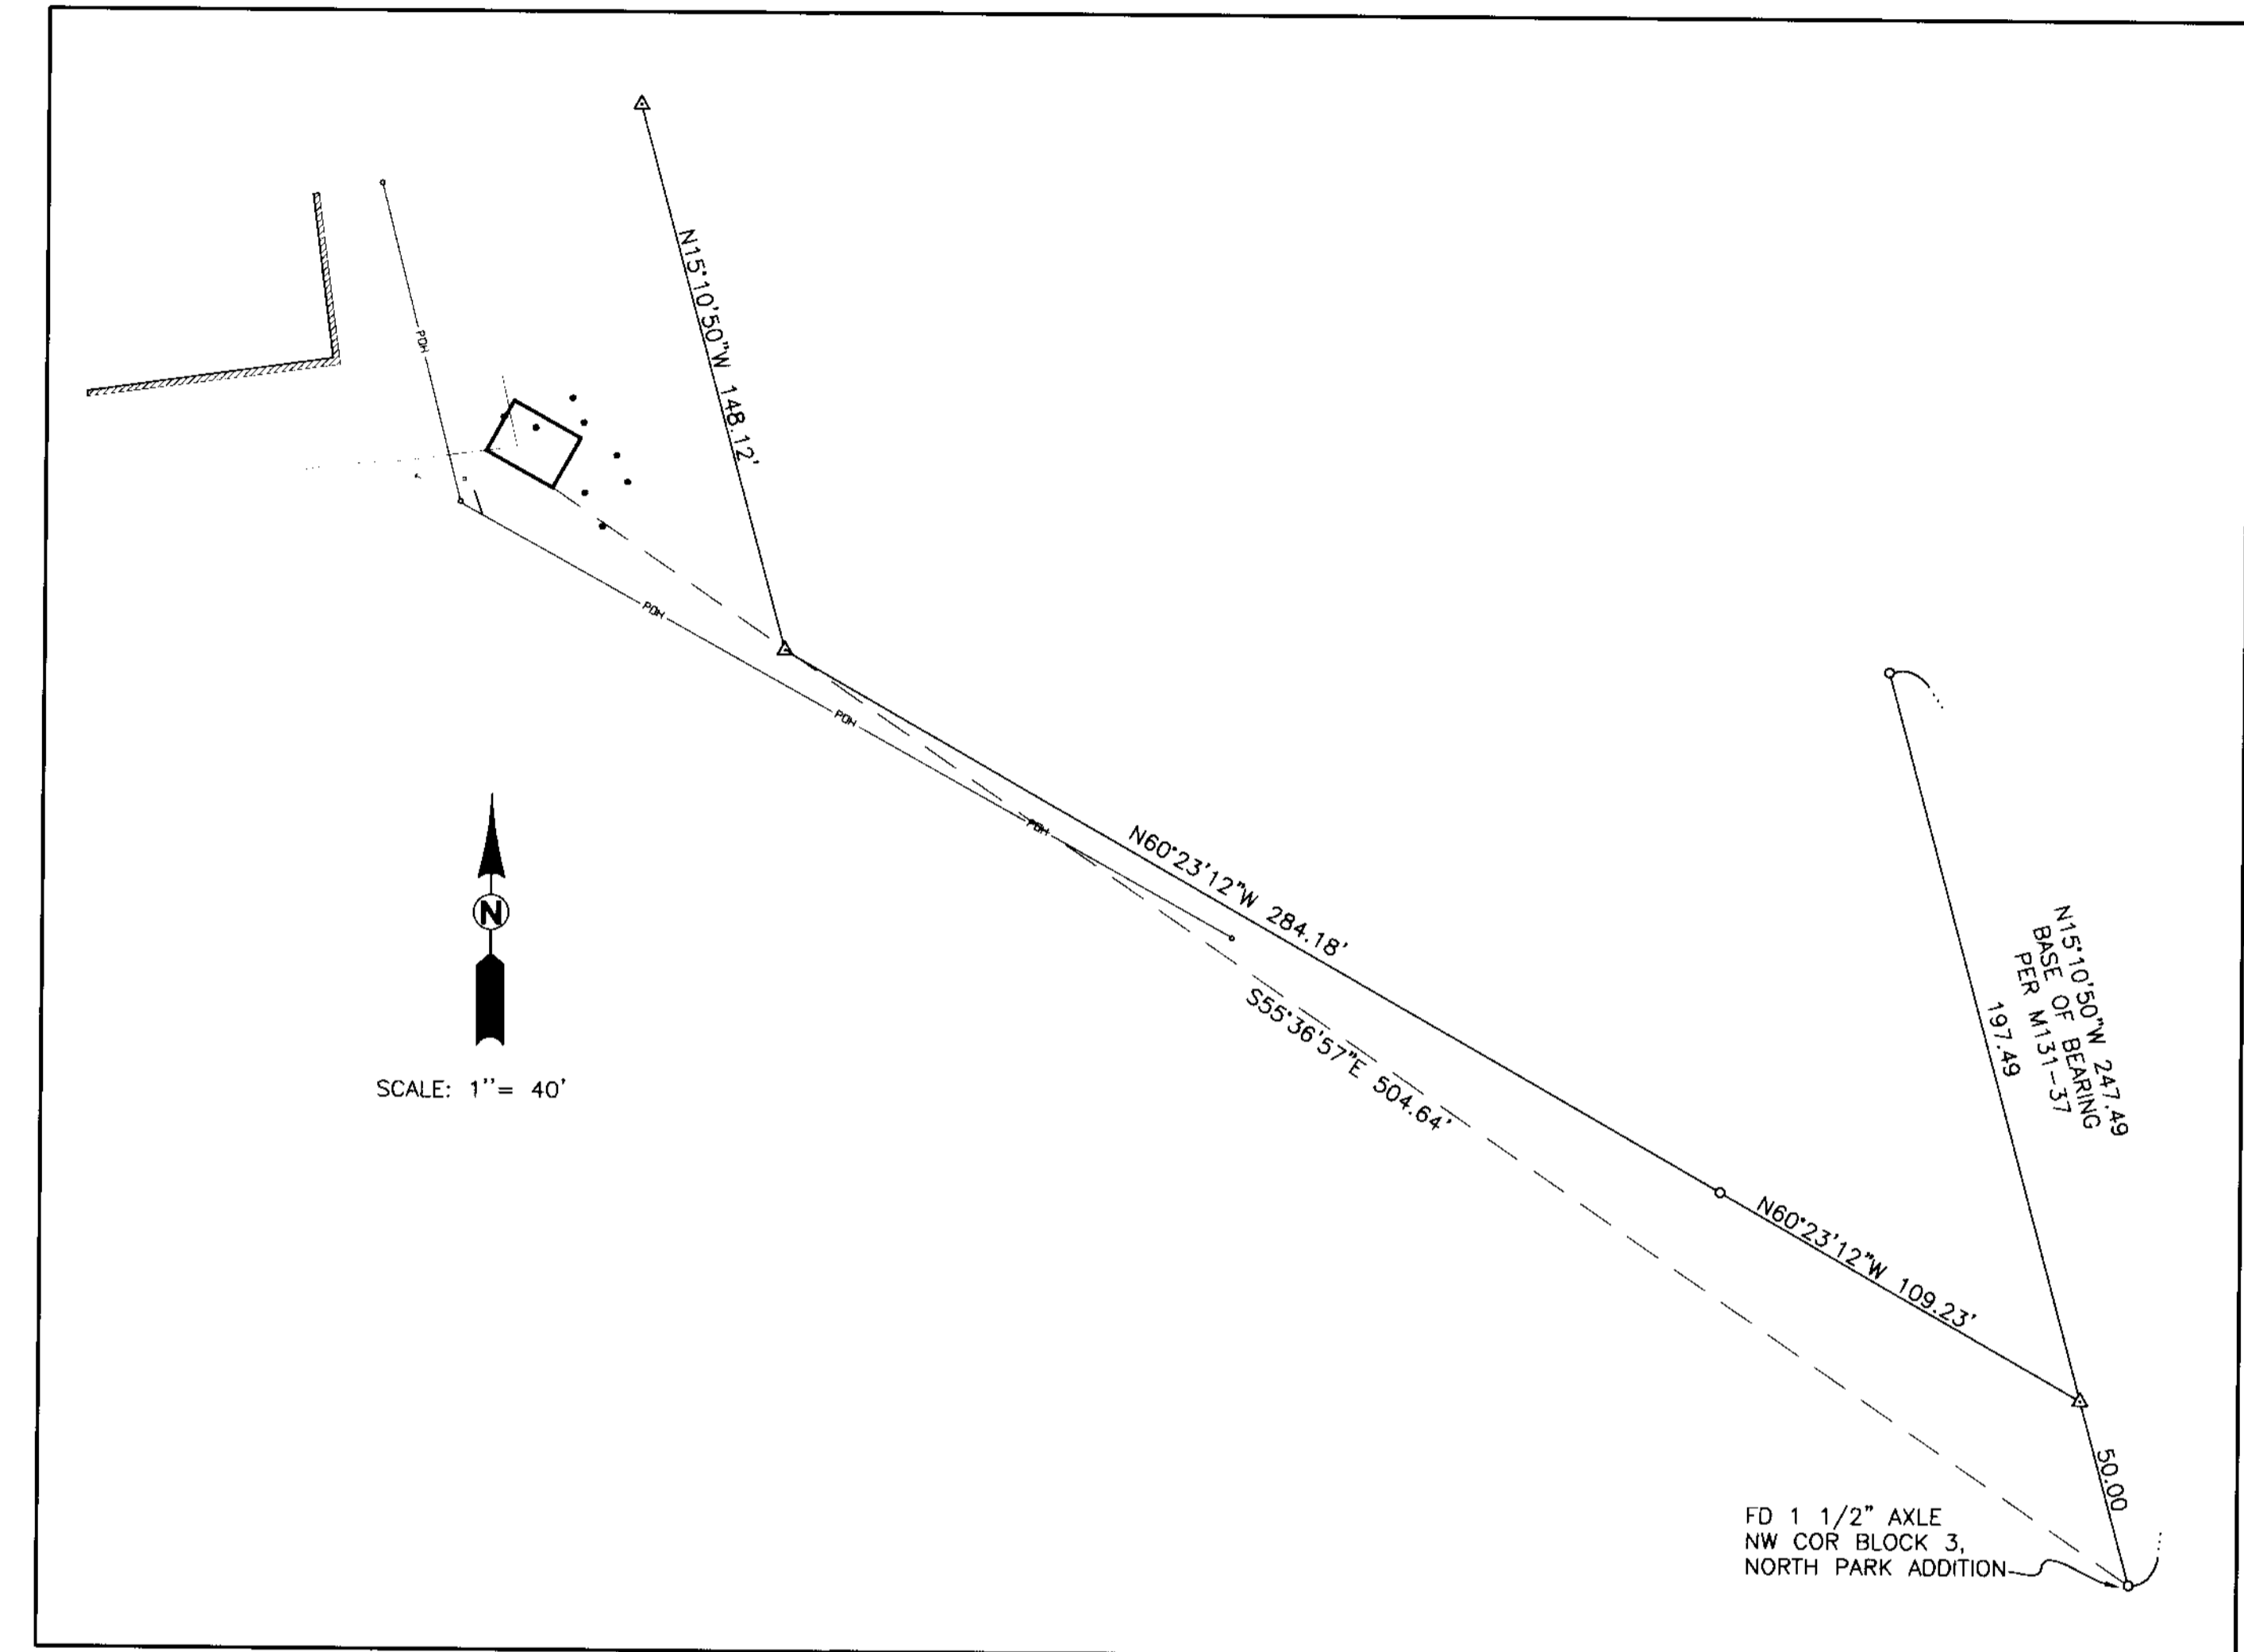 N15°10'50"W 148.12'
POH
POH
POH
POH
N60°23'12"W 284.18'
S55°36'57"E 504.64'
N15°10'50"W 247.49
BASE OF BEARING
PER M131-37
197.49
N
SCALE: 1"= 40'
N60°23'12"W 109.23'
50.00
FD 1 1/2" AXLE
NW COR BLOCK 3,
NORTH PARK ADDITION